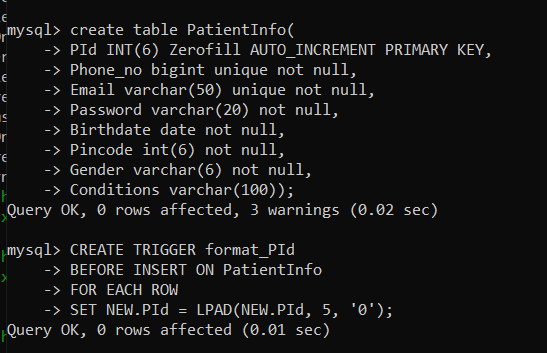 mysql> create table PatientInfo(
    -> PId INT(6) Zerofill AUTO_INCREMENT PRIMARY KEY,
    -> Phone_no bigint unique not null,
    -> Email varchar(50) unique not null,
    -> Password varchar(20) not null,
    -> Birthdate date not null,
    -> Pincode int(6) not null,
    -> Gender varchar(6) not null,
    -> Conditions varchar(100));
Query OK, 0 rows affected, 3 warnings (0.02 sec)

mysql> CREATE TRIGGER format_PId
    -> BEFORE INSERT ON PatientInfo
    -> FOR EACH ROW
    -> SET NEW.PId = LPAD(NEW.PId, 5, '0');
Query OK, 0 rows affected (0.01 sec)